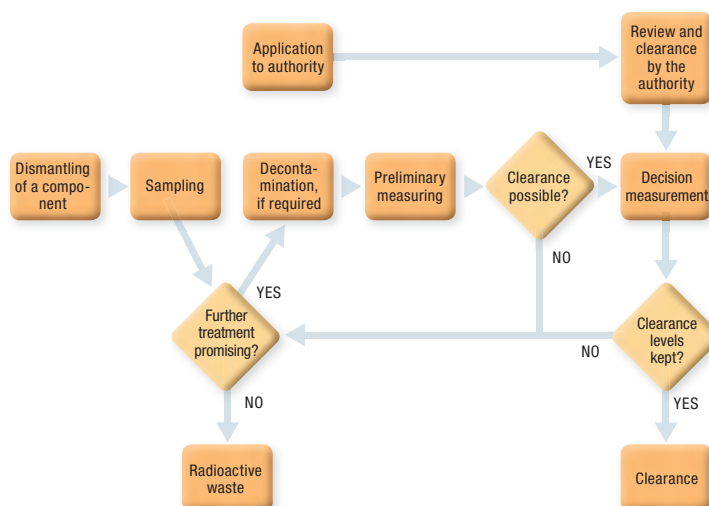 Application
to authority
Review and
clearance
by the
authority
Dismantling
of a compo-
nent
Sampling
Deconta-
mination,
if required
Preliminary
measuring
Clearance
possible?
YES
Decision
measurement
NO
YES
Further
treatment
promising?
NO
Clearance
levels
kept?
NO
YES
Radioactive
waste
Clearance